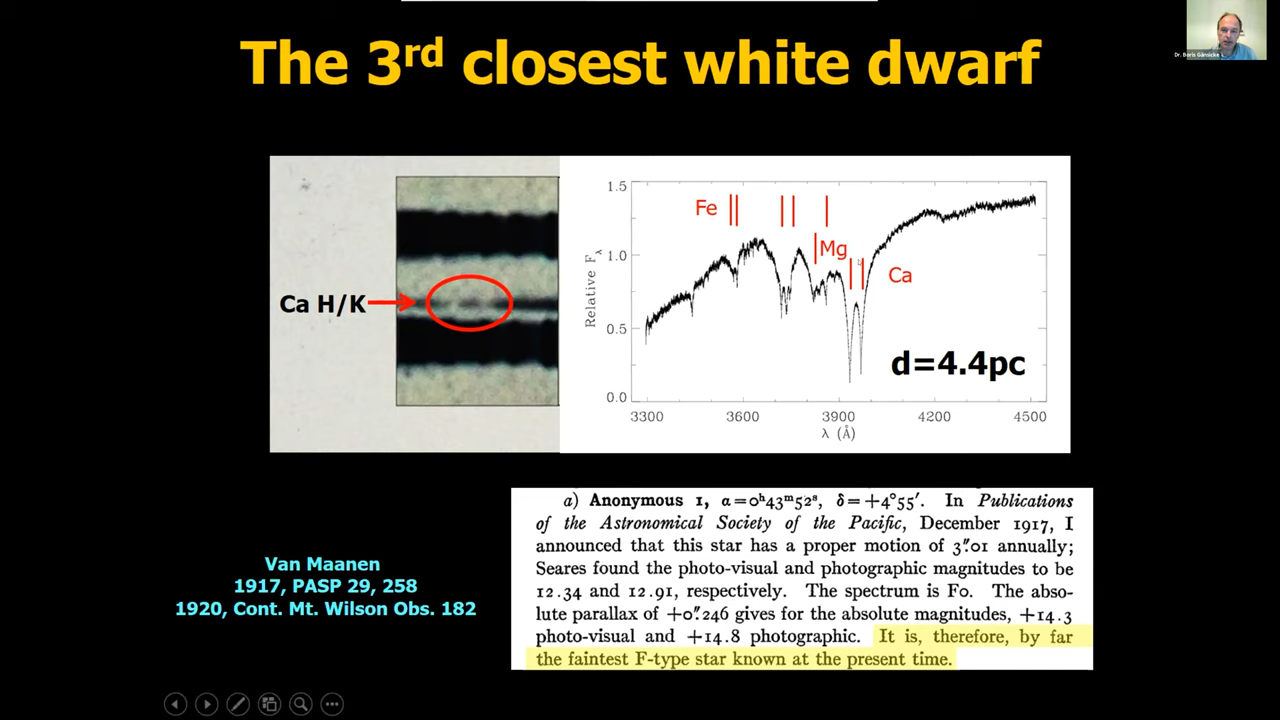 The 3rd closest white dwarf
Dr. Boris Gänsicke
Ca H/K
1.5
1.0
0.5
0.0
Relative Fλ
Fe
Mg
Ca
d=4.4pc
3300 3600 3900 4200 4500
λ (Å)
Van Maanen
1917, PASP 29, 258
1920, Cont. Mt. Wilson Obs. 182
a) Anonymous 1, α=0ʰ43ᵐ52ˢ, δ=+4°55′. In Publications
of the Astronomical Society of the Pacific, December 1917, I
announced that this star has a proper motion of 3″.01 annually;
Seares found the photo-visual and photographic magnitudes to be
12.34 and 12.91, respectively. The spectrum is F0. The abso-
lute parallax of +0″.246 gives for the absolute magnitudes, +14.3
photo-visual and +14.8 photographic. It is, therefore, by far
the faintest F-type star known at the present time.